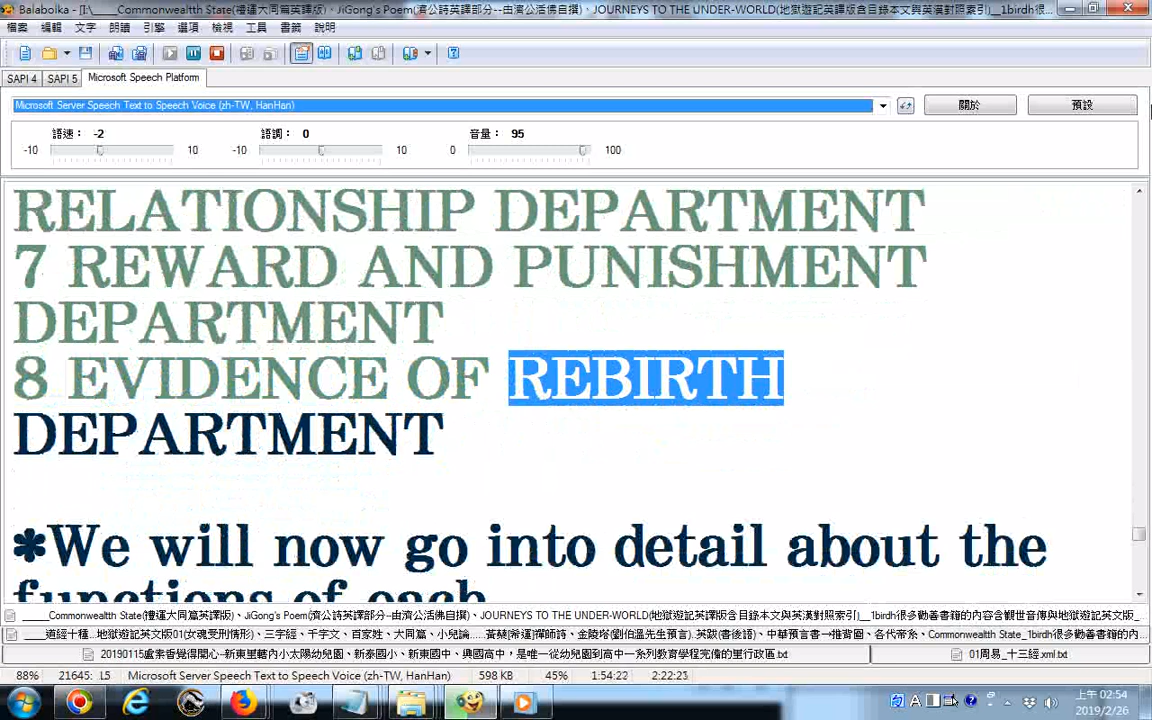 Balabolka - [I:\_____Commonwealtth State(禮運大同篇英譯版)、JiGong's Poem(濟公詩英譯部分--由濟公活佛自撰)、JOURNEYS TO THE UNDER-WORLD(地獄遊記英譯版含目錄本文與英漢對照索引)__1birdh很...
檔案 編輯 文字 朗讀 引擎 選項 檢視 工具 書籤 說明
SAPI 4 SAPI 5 Microsoft Speech Platform
Microsoft Server Speech Text to Speech Voice (zh-TW, HanHan) 關於 預設
語速： -2 語調： 0 音量： 95
-10 10 -10 10 0 100
RELATIONSHIP DEPARTMENT
7 REWARD AND PUNISHMENT
DEPARTMENT
8 EVIDENCE OF REBIRTH
DEPARTMENT
*We will now go into detail about the
functions of each
_____Commonwealtth State(禮運大同篇英譯版)、JiGong's Poem(濟公詩英譯部分--由濟公活佛自撰)、JOURNEYS TO THE UNDER-WORLD(地獄遊記英譯版含目錄本文與英漢對照索引)__1birdh很多勸善書籍的內容含觀世音傳與地獄遊記英文版_
道經十種...地獄遊記英文版01(女魂受刑情形)、三字經、千字文、百家姓、大同篇、小兒論......黃蘗[希運]禪師詩、金陵塔(劉伯溫先生預言).英跋(書後語)、中華預言書--推背圖、各代帝系、Commonwealtth State_1birdh很多勸善書籍的內...
20190115盧素香覺得開心--新東里轄內小太陽幼兒園、新泰國小、新東國中、興國高中，是唯一從幼兒園到高中一系列教育學程完備的里行政區.txt 01周易_十三經.xml.txt
88% 21645: 15 Microsoft Server Speech Text to Speech Voice (zh-TW, HanHan) 598 KB 45% 1:54:22 2:22:23
A 上午 02:54
2019/2/26